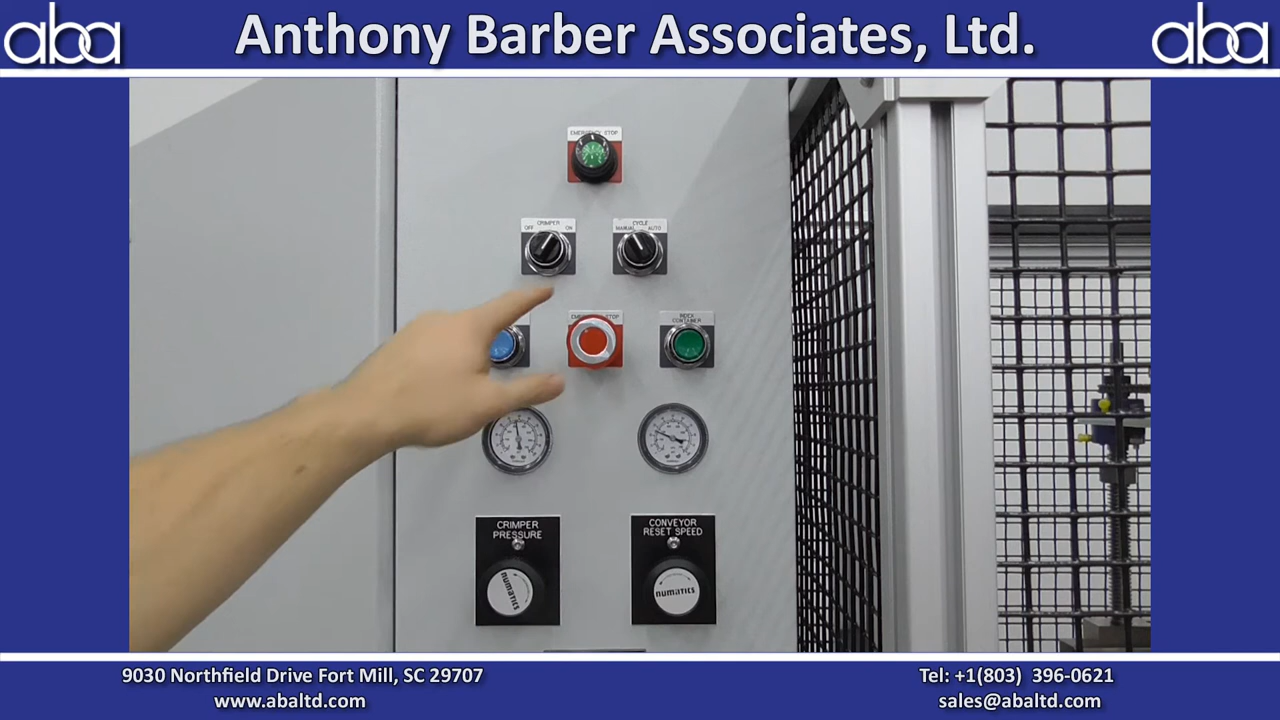 aba
Anthony Barber Associates, Ltd.
aba
EMERGENCY STOP
CRIMPER
OFF ON
CYCLE
MANUAL AUTO
STOP
INDEX
CONTAINER
CRIMPER
PRESSURE
CONVEYOR
RESET SPEED
numatics
numatics
9030 Northfield Drive Fort Mill, SC 29707
www.abaltd.com
Tel: +1(803) 396-0621
sales@abaltd.com